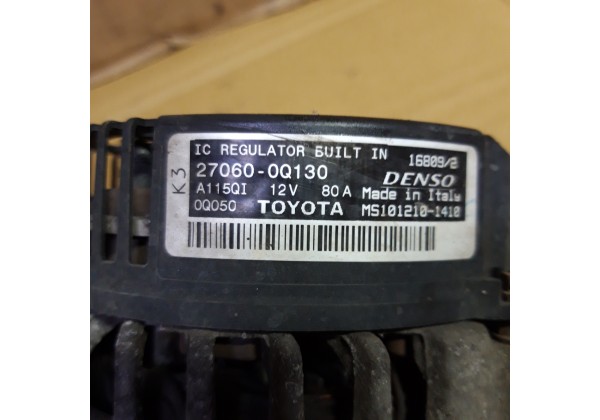 IC REGULATOR BUILT IN 16809/2
K3
27060-0Q130 DENSO
A115QI 12V 80A Made in Italy
0Q050 TOYOTA MS101210-1410